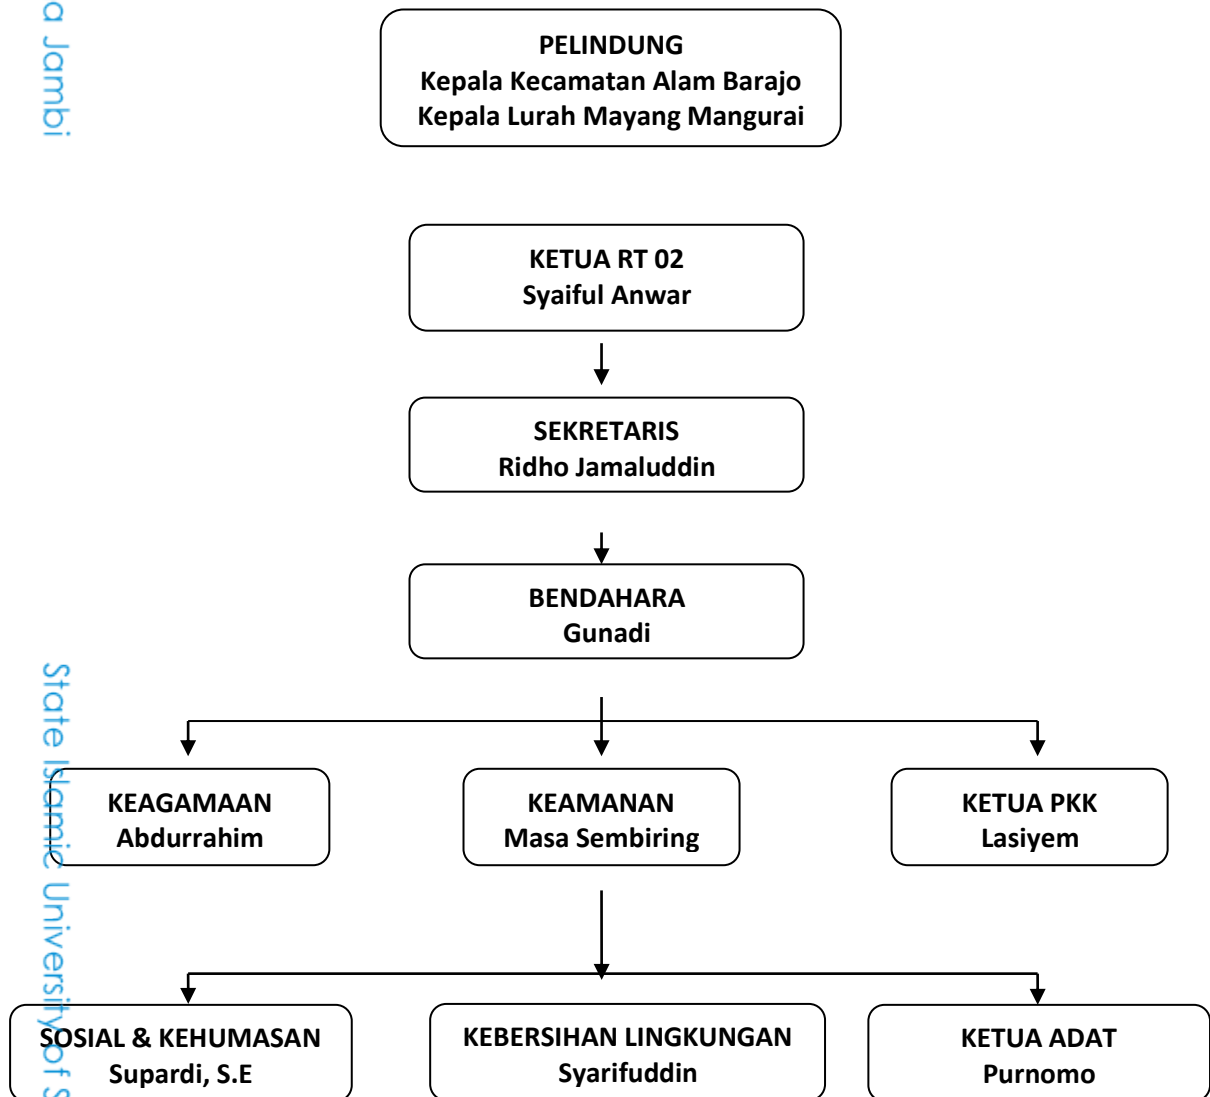 a Jambi
PELINDUNG
Kepala Kecamatan Alam Barajo
Kepala Lurah Mayang Mangurai
KETUA RT 02
Syaiful Anwar
SEKRETARIS
Ridho Jamaluddin
BENDAHARA
Gunadi
KEAGAMAAN
Abdurrahim
KEAMANAN
Masa Sembiring
KETUA PKK
Lasiyem
SOSIAL & KEHUMASAN
Supardi, S.E
KEBERSIHAN LINGKUNGAN
Syarifuddin
KETUA ADAT
Purnomo
State Islamic University of S